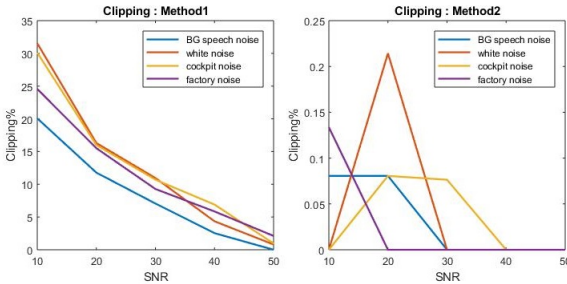 Clipping : Method1
Clipping%
35
30
25
20
15
10
5
0
BG speech noise
white noise
cockpit noise
factory noise
10 20 30 40 50
SNR
Clipping : Method2
Clipping%
0.25
0.2
0.15
0.1
0.05
0
BG speech noise
white noise
cockpit noise
factory noise
10 20 30 40 50
SNR